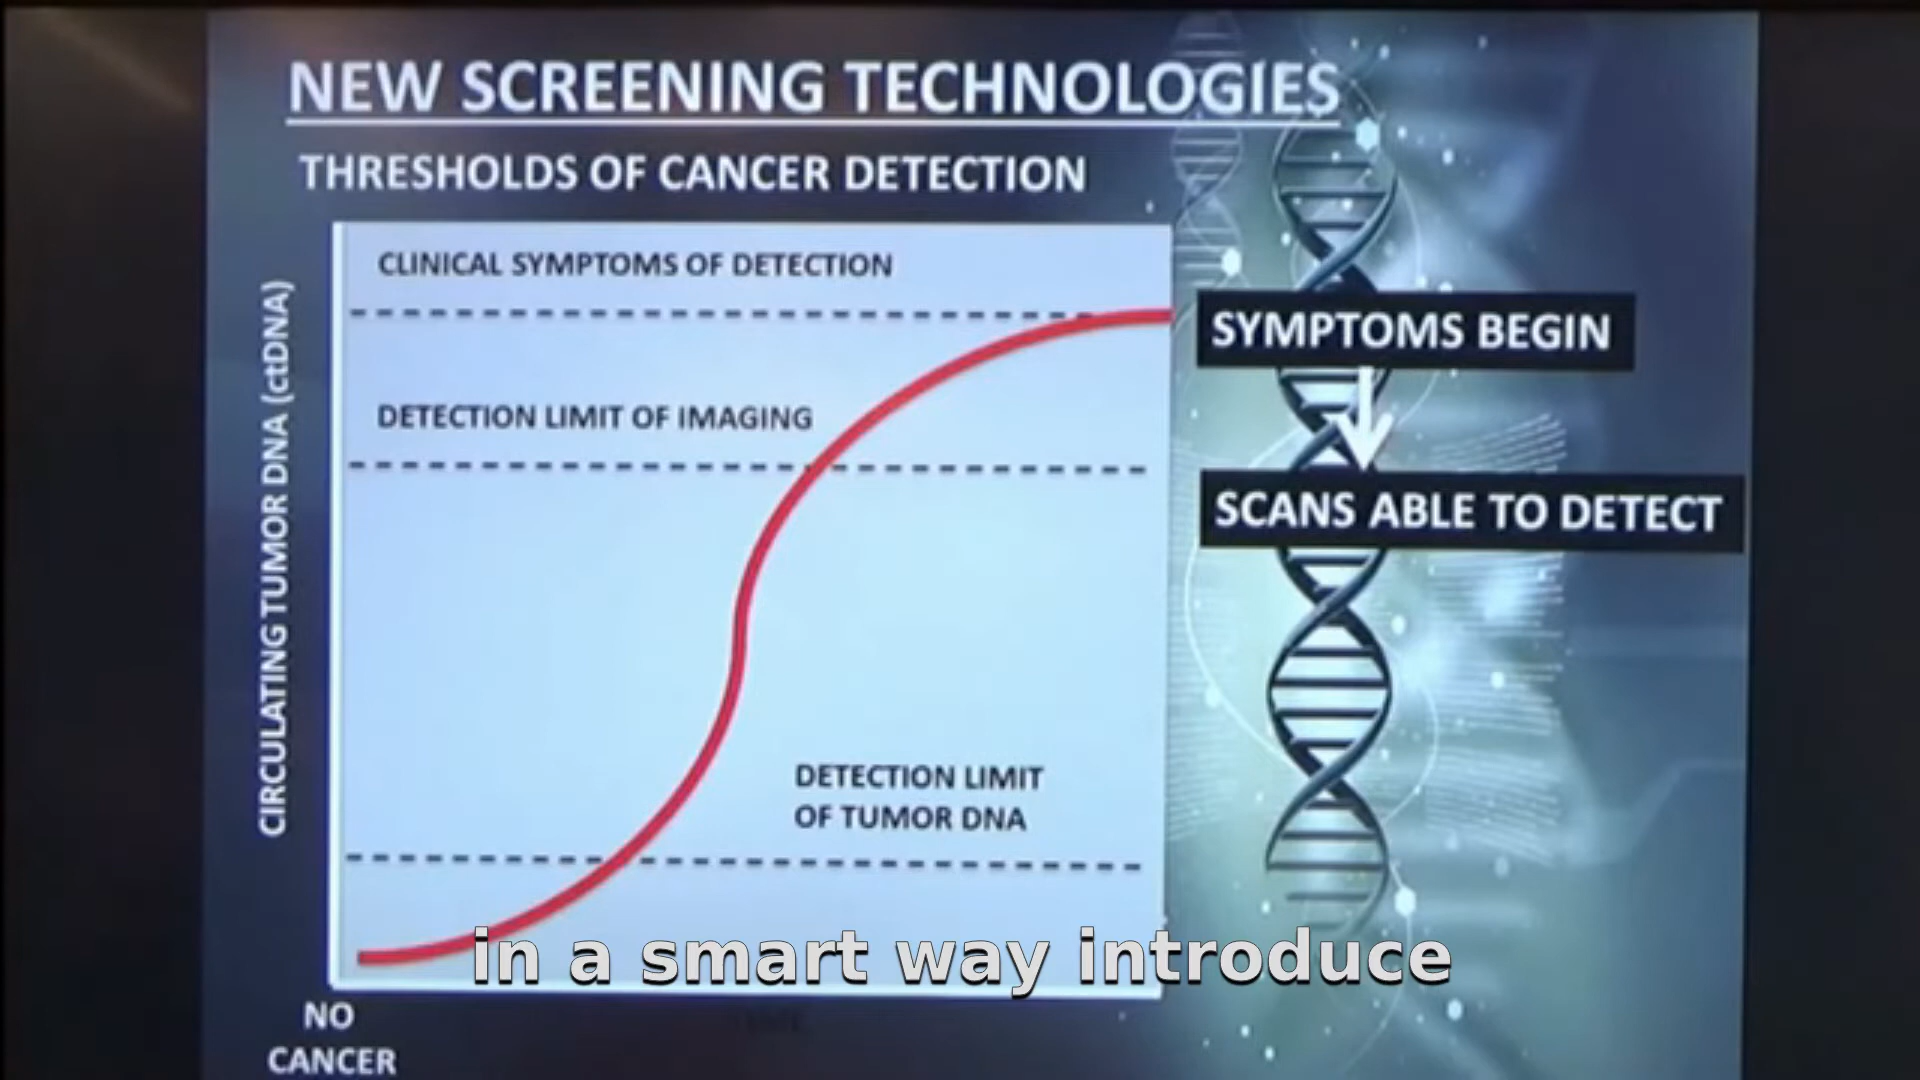 NEW SCREENING TECHNOLOGIES
THRESHOLDS OF CANCER DETECTION
CIRCULATING TUMOR DNA (ctDNA)
CLINICAL SYMPTOMS OF DETECTION
SYMPTOMS BEGIN
DETECTION LIMIT OF IMAGING
SCANS ABLE TO DETECT
DETECTION LIMIT
OF TUMOR DNA
in a smart way introduce
NO
CANCER